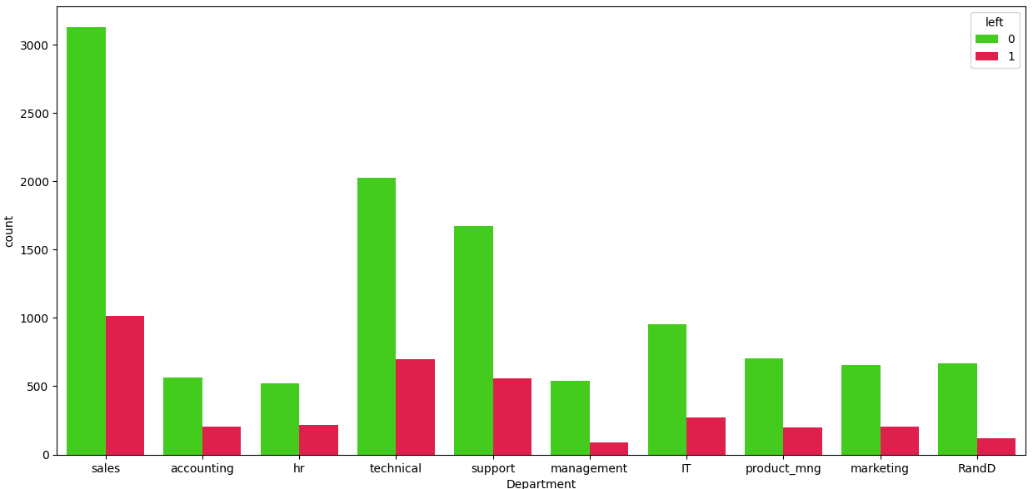 left
0
1
3000
2500
2000
1500
1000
500
0
count
sales accounting hr technical support management IT product_mng marketing RandD
Department